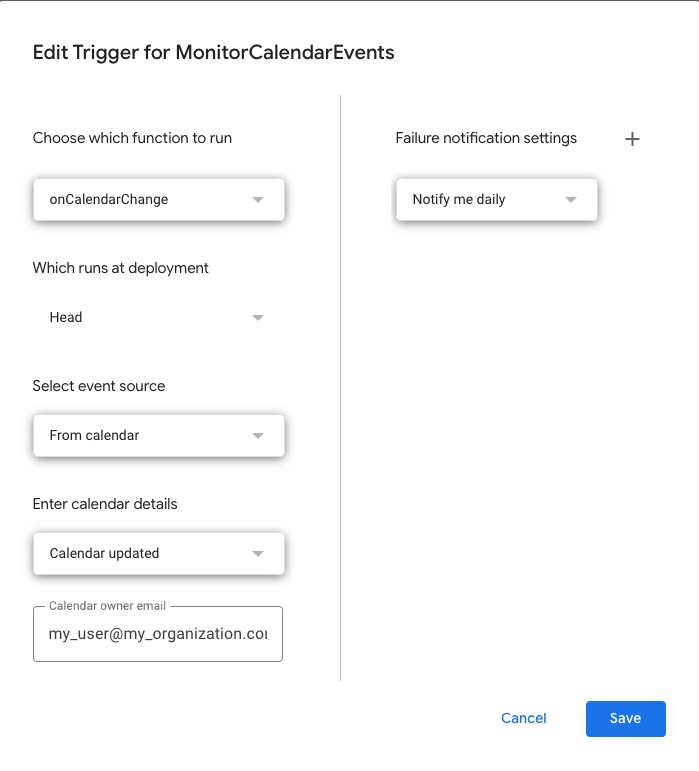 Edit Trigger for MonitorCalendarEvents
Choose which function to run
onCalendarChange
Which runs at deployment
Head
Select event source
From calendar
Enter calendar details
Calendar updated
Calendar owner email
my_user@my_organization.co
Failure notification settings
Notify me daily
Cancel
Save